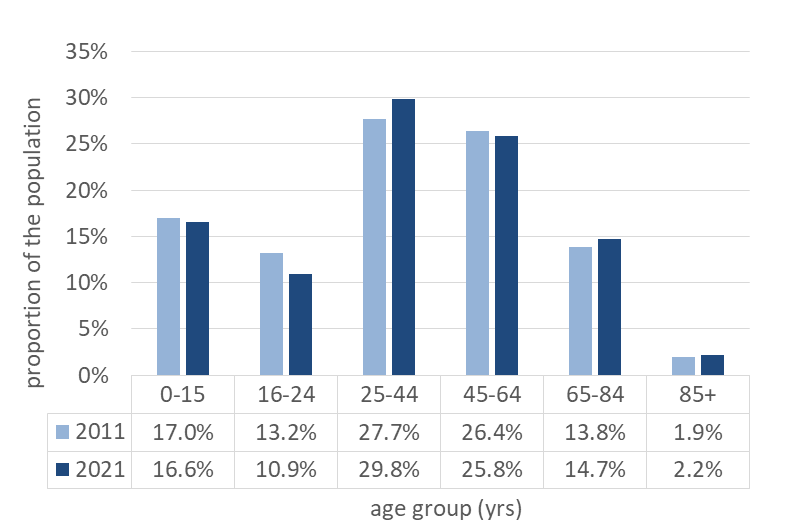 35%
30%
25%
20%
15%
10%
5%
0%
proportion of the population
0-15 16-24 25-44 45-64 65-84 85+
2011 17.0% 13.2% 27.7% 26.4% 13.8% 1.9%
2021 16.6% 10.9% 29.8% 25.8% 14.7% 2.2%
age group (yrs)